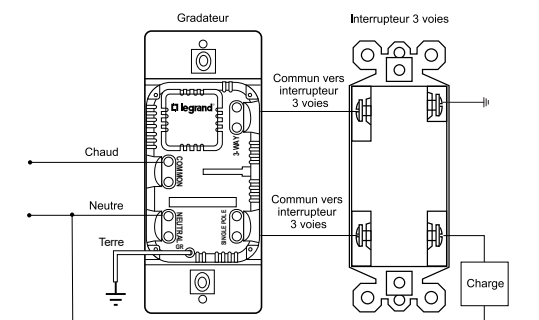 Gradateur
Interrupteur 3 voies
Commun vers
interrupteur
3 voies
legrand
3-WAY
Chaud
COMMON
Neutre
NEUTRAL
SINGLE POLE
Commun vers
interrupteur
3 voies
Terre
Charge